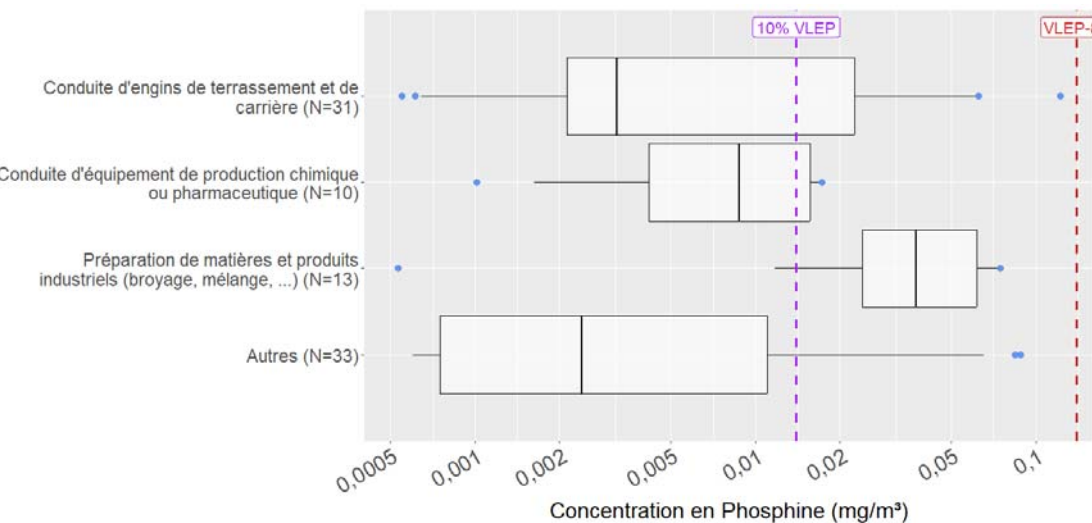 10% VLEP
VLEP-
Conduite d'engins de terrassement et de
carrière (N=31)
Conduite d'équipement de production chimique
ou pharmaceutique (N=10)
Préparation de matières et produits
industriels (broyage, mélange, ...) (N=13)
Autres (N=33)
0,0005
0,001
0,002
0,005
0,01
0,02
0,05
0,1
Concentration en Phosphine (mg/m³)